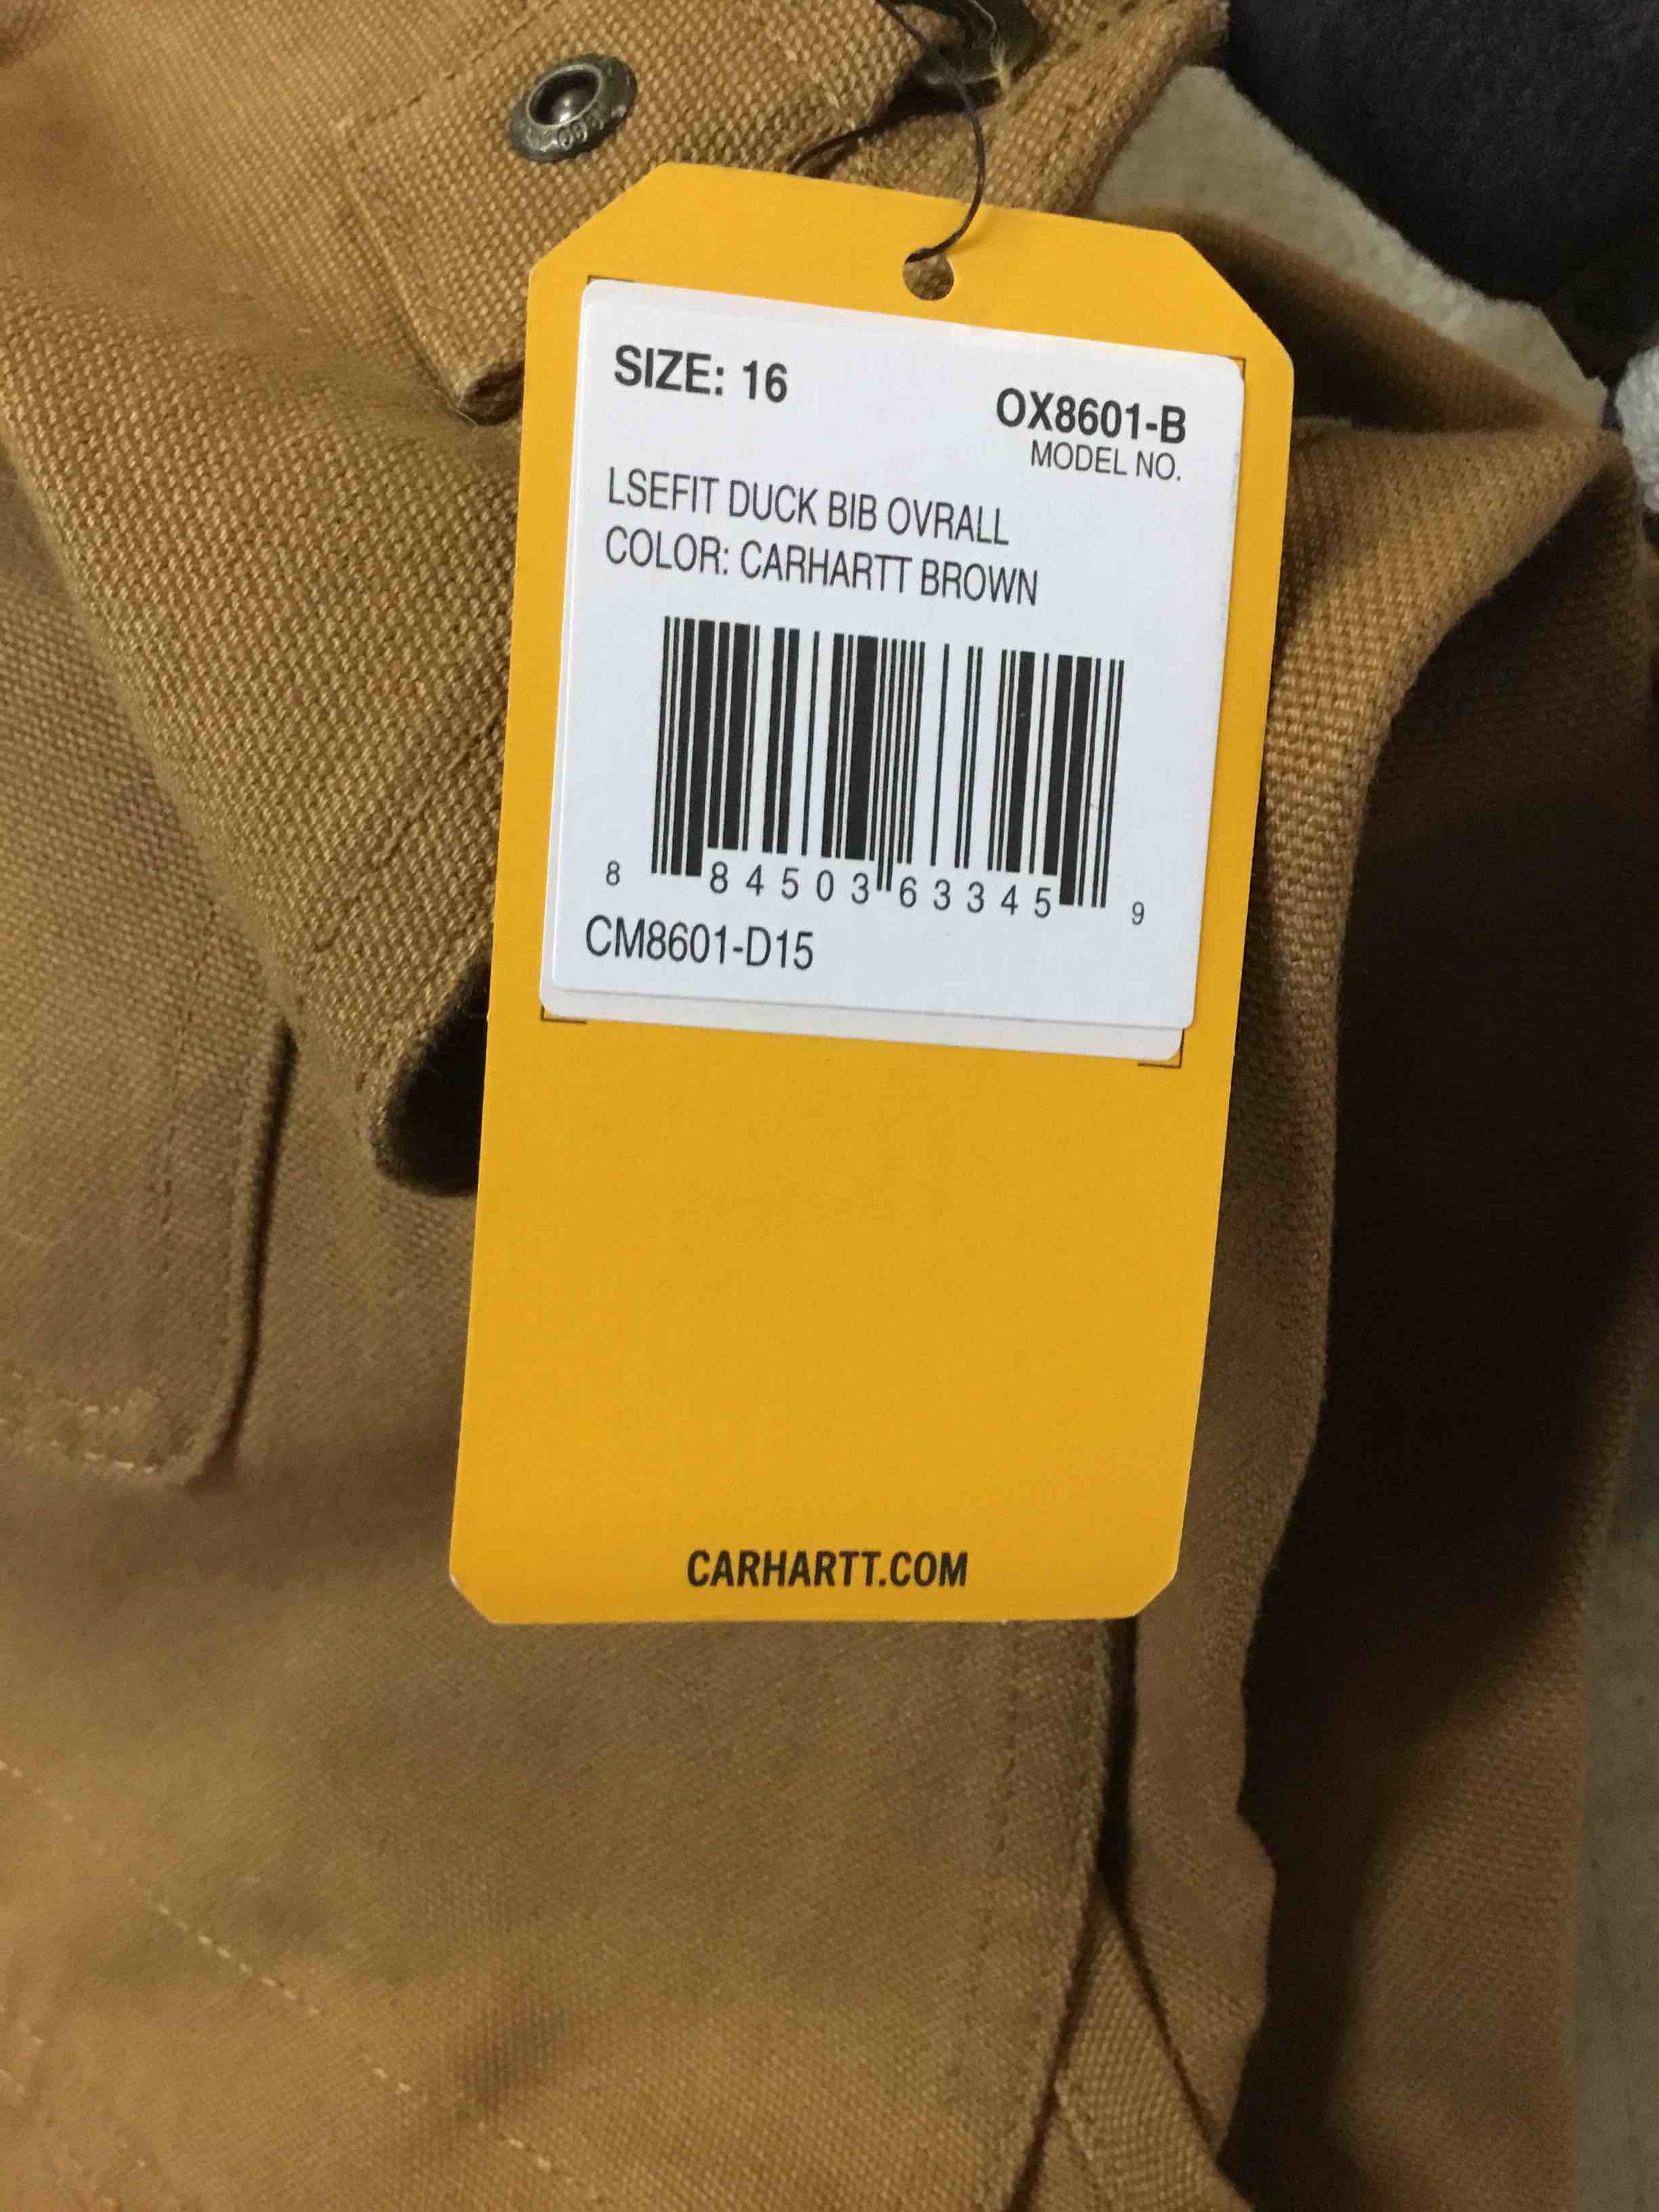 SIZE: 16
OX8601-B
MODEL NO.
LSEFIT DUCK BIB OVRALL
COLOR: CARHARTT BROWN
8 84503 63345 9
CM8601-D15
CARHARTT.COM